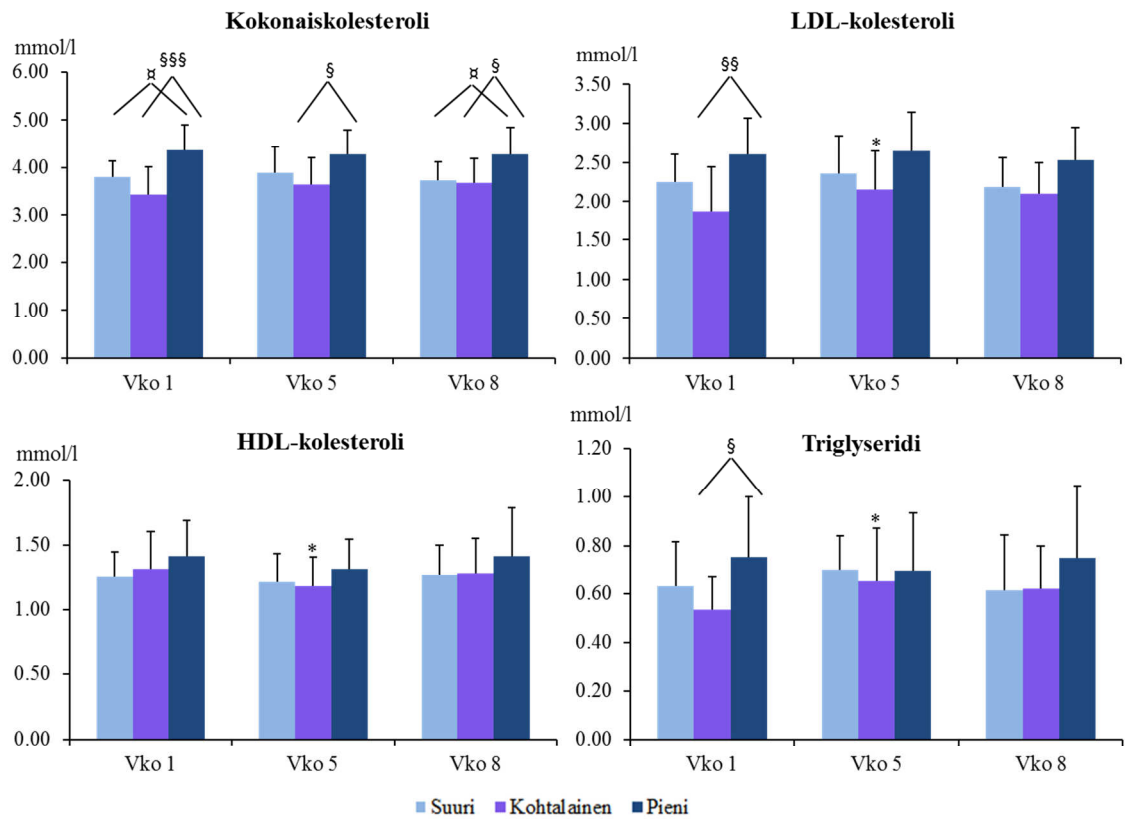 Kokonaiskolesteroli
mmol/l
¤ §§§ § ¤ §
6.00
5.00
4.00
3.00
2.00
1.00
0.00
Vko 1 Vko 5 Vko 8
LDL-kolesteroli
mmol/l
§§
*
3.50
3.00
2.50
2.00
1.50
1.00
0.50
0.00
Vko 1 Vko 5 Vko 8
HDL-kolesteroli
mmol/l
*
2.00
1.50
1.00
0.50
0.00
Vko 1 Vko 5 Vko 8
mmol/l
Triglyseridi
§
*
1.20
1.00
0.80
0.60
0.40
0.20
0.00
Vko 1 Vko 5 Vko 8
Suuri Kohtalainen Pieni